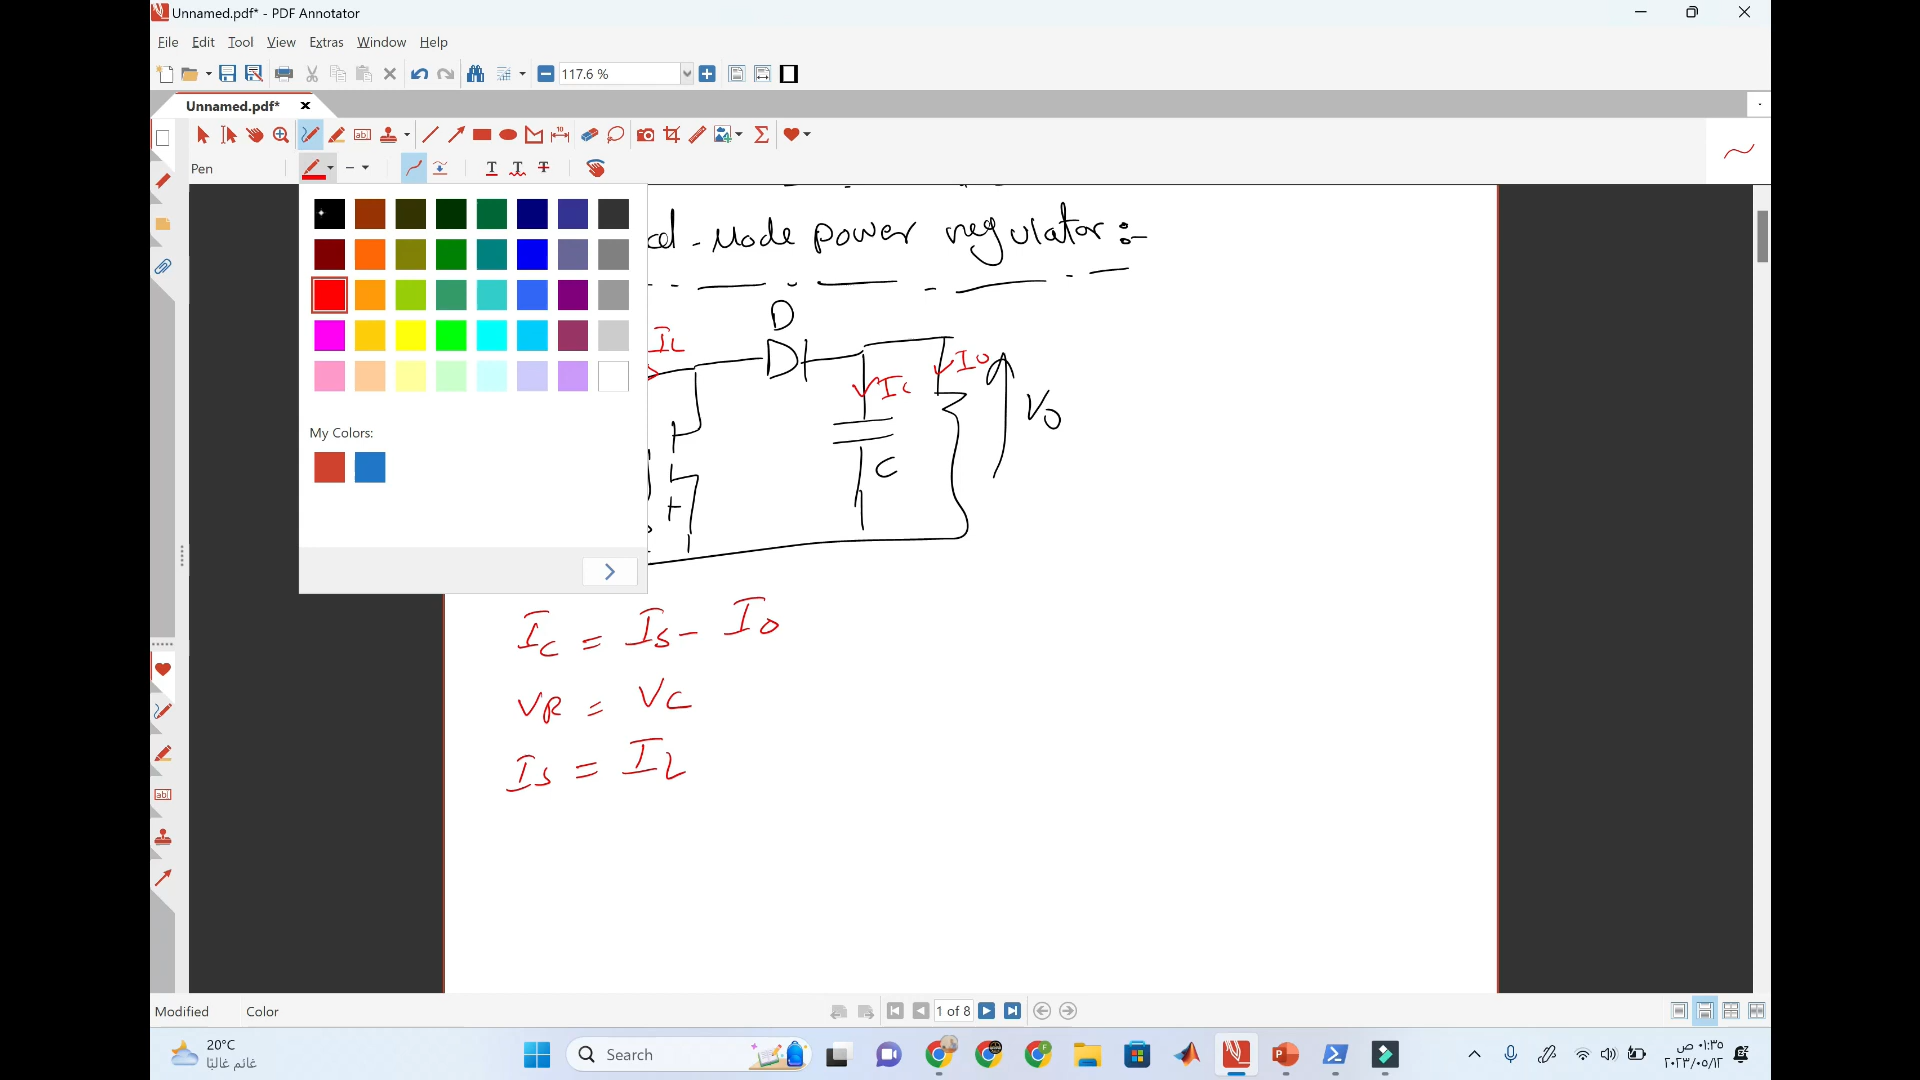 Unnamed.pdf* - PDF Annotator
File Edit Tool View Extras Window Help
117.6 %
Unnamed.pdf*
Pen
My Colors:
Mode power regulator :-
D
IL
IC
IO
VO
C
IC = IS - IO
VR = VC
IS = IL
Modified Color
1 of 8
20°C
غائم غالبًا
Search
٠١:٣٥ ص
٢٠٢٣/٠٥/١٢